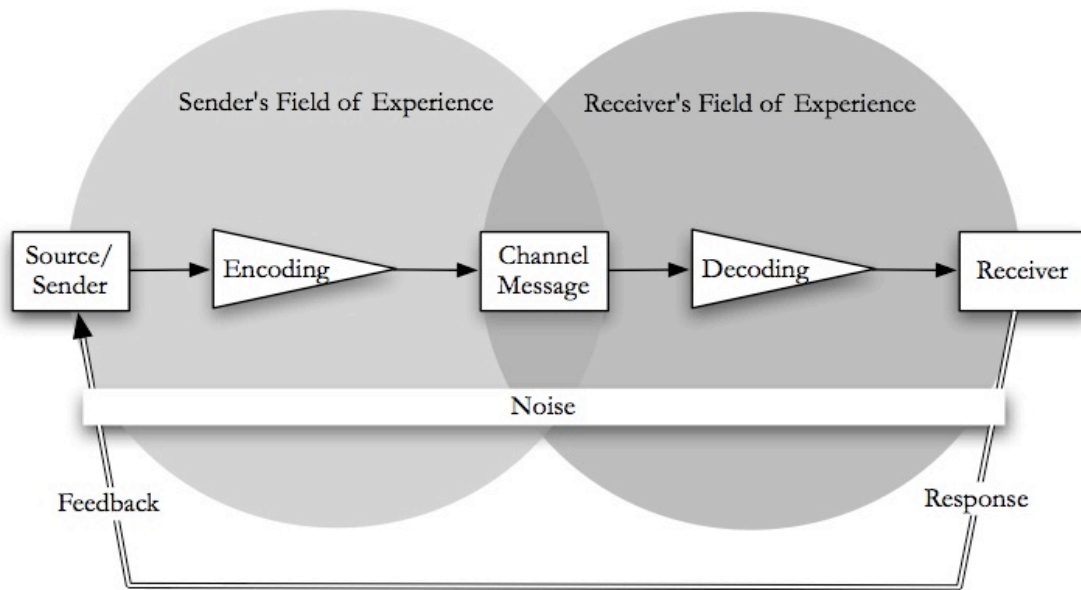 Sender's Field of Experience
Receiver's Field of Experience
Source/
Sender
Encoding
Channel
Message
Decoding
Receiver
Noise
Feedback
Response